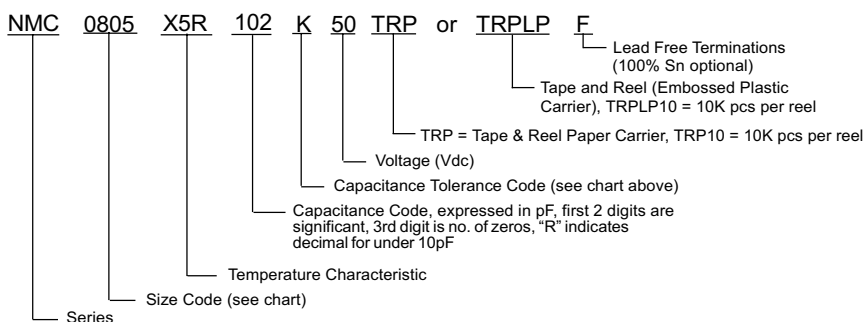 NMC 0805 X5R 102 K 50 TRP or TRPLP F
Lead Free Terminations
(100% Sn optional)
Tape and Reel (Embossed Plastic
Carrier), TRPLP10 = 10K pcs per reel
TRP = Tape & Reel Paper Carrier, TRP10 = 10K pcs per reel
Voltage (Vdc)
Capacitance Tolerance Code (see chart above)
Capacitance Code, expressed in pF, first 2 digits are
significant, 3rd digit is no. of zeros, “R” indicates
decimal for under 10pF
Temperature Characteristic
Size Code (see chart)
Series